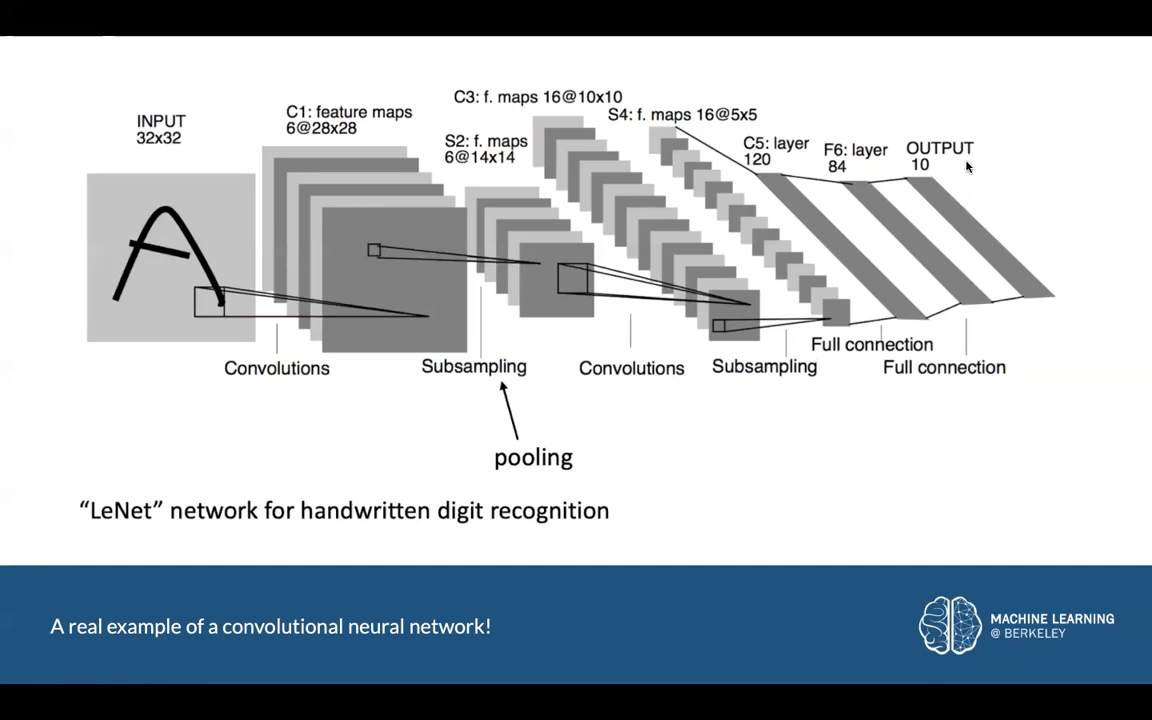 INPUT
32x32
C1: feature maps
6@28x28
S2: f. maps
6@14x14
C3: f. maps 16@10x10
S4: f. maps 16@5x5
C5: layer
120
F6: layer
84
OUTPUT
10
A
Convolutions
Subsampling
Convolutions
Subsampling
Full connection
Full connection
pooling
“LeNet” network for handwritten digit recognition
A real example of a convolutional neural network!
MACHINE LEARNING
@ BERKELEY